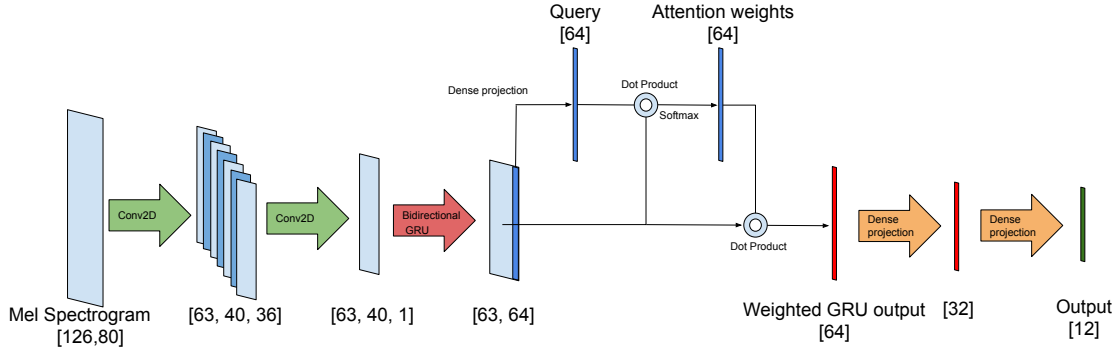 Query
[64]
Attention weights
[64]
Dense projection
Dot Product
Softmax
Conv2D
Conv2D
Bidirectional
GRU
Dense
projection
Dense
projection
Dot Product
Mel Spectrogram
[126,80]
[63, 40, 36]
[63, 40, 1]
[63, 64]
Weighted GRU output
[64]
[32]
Output
[12]